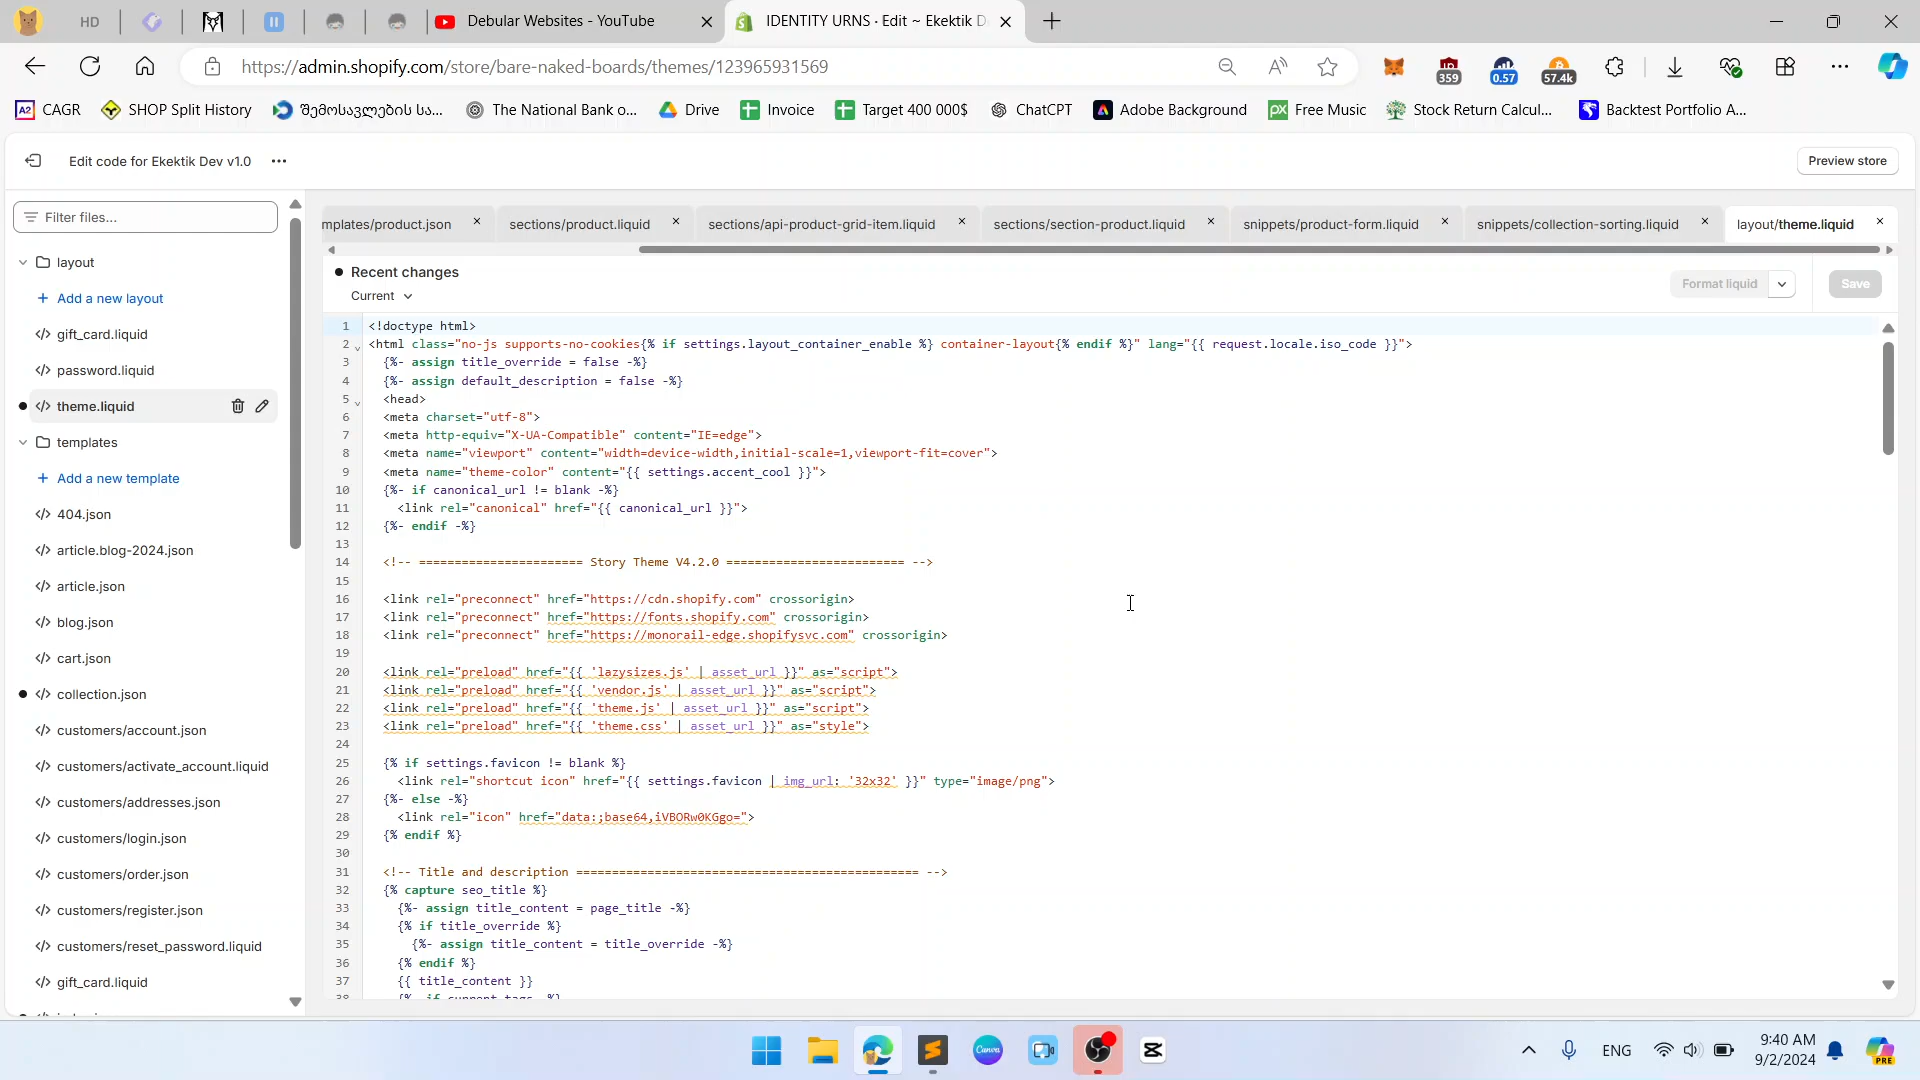 HD
Debular Websites - YouTube
IDENTITY URNS · Edit ~ Ekektik D
https://admin.shopify.com/store/bare-naked-boards/themes/123965931569
359
0.57
57.4k
CAGR
SHOP Split History
შემოსავლების სა...
The National Bank o...
Drive
Invoice
Target 400 000$
ChatCPT
Adobe Background
Free Music
Stock Return Calcul...
Backtest Portfolio A...
Edit code for Ekektik Dev v1.0
Preview store
Filter files...
layout
Add a new layout
gift_card.liquid
password.liquid
theme.liquid
templates
Add a new template
404.json
article.blog-2024.json
article.json
blog.json
cart.json
collection.json
customers/account.json
customers/activate_account.liquid
customers/addresses.json
customers/login.json
customers/order.json
customers/register.json
customers/reset_password.liquid
gift_card.liquid
mplates/product.json
sections/product.liquid
sections/api-product-grid-item.liquid
sections/section-product.liquid
snippets/product-form.liquid
snippets/collection-sorting.liquid
layout/theme.liquid
Recent changes
Current
Format liquid
Save
1 <!doctype html>
2 <html class="no-js supports-no-cookies{% if settings.layout_container_enable %} container-layout{% endif %}" lang="{{ request.locale.iso_code }}">
3 {%- assign title_override = false -%}
4 {%- assign default_description = false -%}
5 <head>
6 <meta charset="utf-8">
7 <meta http-equiv="X-UA-Compatible" content="IE=edge">
8 <meta name="viewport" content="width=device-width,initial-scale=1,viewport-fit=cover">
9 <meta name="theme-color" content="{{ settings.accent_cool }}">
10 {%- if canonical_url != blank -%}
11 <link rel="canonical" href="{{ canonical_url }}">
12 {%- endif -%}
13
14 <!-- ======================= Story Theme V4.2.0 ========================= -->
15
16 <link rel="preconnect" href="https://cdn.shopify.com" crossorigin>
17 <link rel="preconnect" href="https://fonts.shopify.com" crossorigin>
18 <link rel="preconnect" href="https://monorail-edge.shopifysvc.com" crossorigin>
19
20 <link rel="preload" href="{{ 'lazysizes.js' | asset_url }}" as="script">
21 <link rel="preload" href="{{ 'vendor.js' | asset_url }}" as="script">
22 <link rel="preload" href="{{ 'theme.js' | asset_url }}" as="script">
23 <link rel="preload" href="{{ 'theme.css' | asset_url }}" as="style">
24
25 {% if settings.favicon != blank %}
26 <link rel="shortcut icon" href="{{ settings.favicon | img_url: '32x32' }}" type="image/png">
27 {%- else -%}
28 <link rel="icon" href="data:;base64,iVBORw0KGgo=">
29 {% endif %}
30
31 <!-- Title and description ================================================ -->
32 {% capture seo_title %}
33 {%- assign title_content = page_title -%}
34 {% if title_override %}
35 {%- assign title_content = title_override -%}
36 {% endif %}
37 {{ title_content }}
38 {%- if current_tags -%}
Canva
ENG
9:40 AM
9/2/2024
PRE